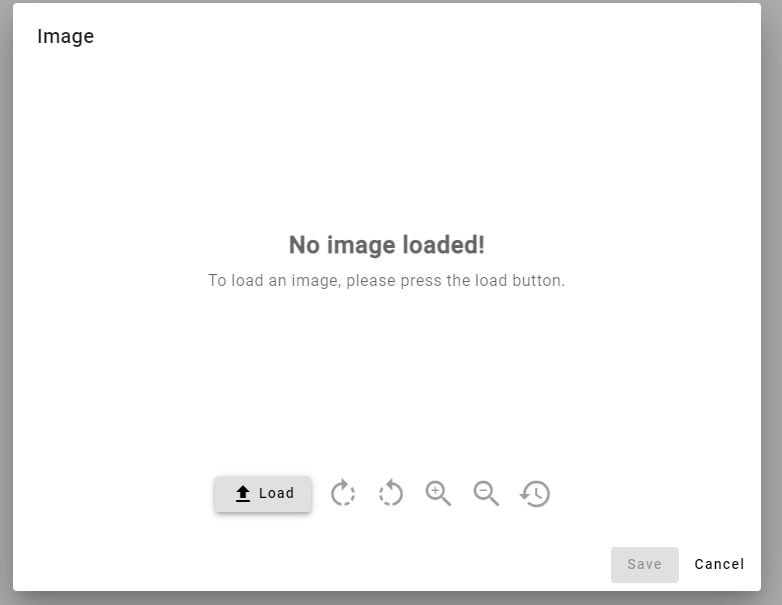 Image
No image loaded!
To load an image, please press the load button.
Load
Save Cancel